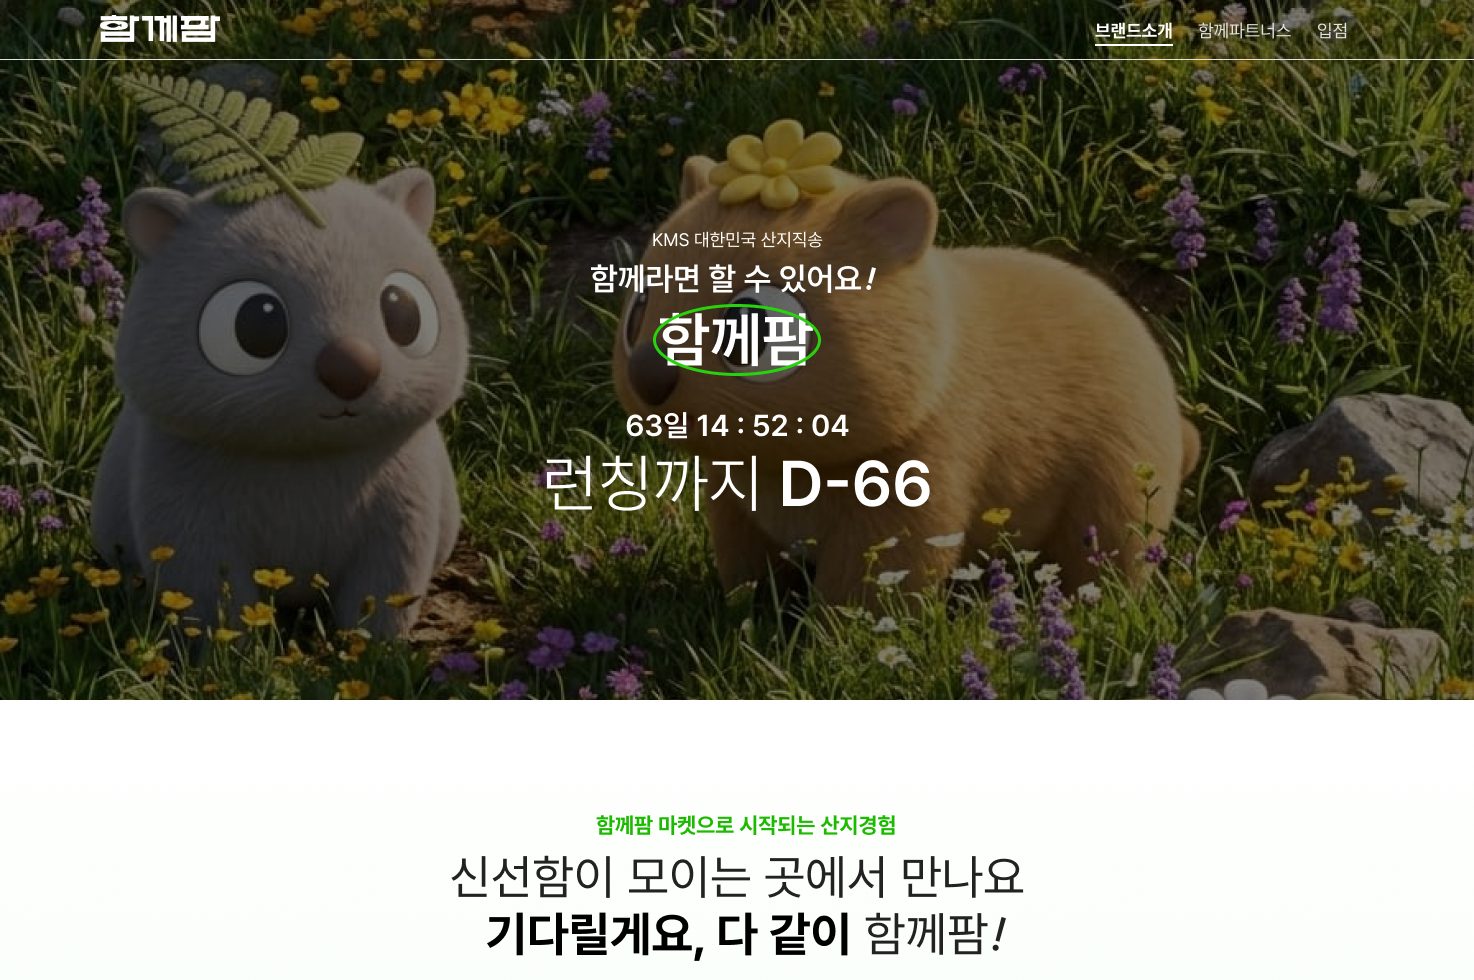 함께팜
브랜드소개 함께파트너스 입점
KMS 대한민국 산지직송
함께라면 할 수 있어요!
함께팜
63일 14 : 52 : 04
런칭까지 D-66
함께팜 마켓으로 시작되는 산지경험
신선함이 모이는 곳에서 만나요
기다릴게요, 다 같이 함께팜!